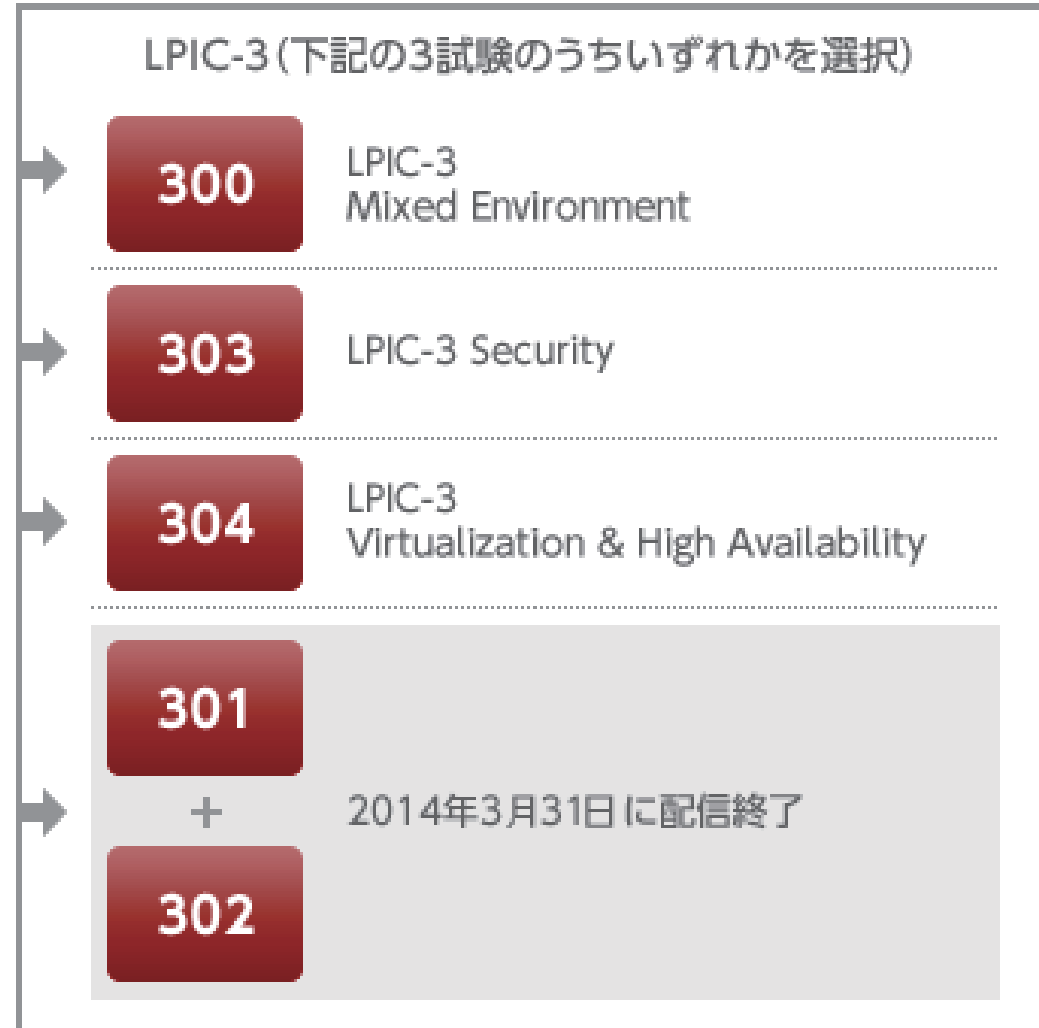 LPIC-3(下記の3試験のうちいずれかを選択)
300
LPIC-3
Mixed Environment
303
LPIC-3 Security
304
LPIC-3
Virtualization & High Availability
301
+
2014年3月31日に配信終了
302